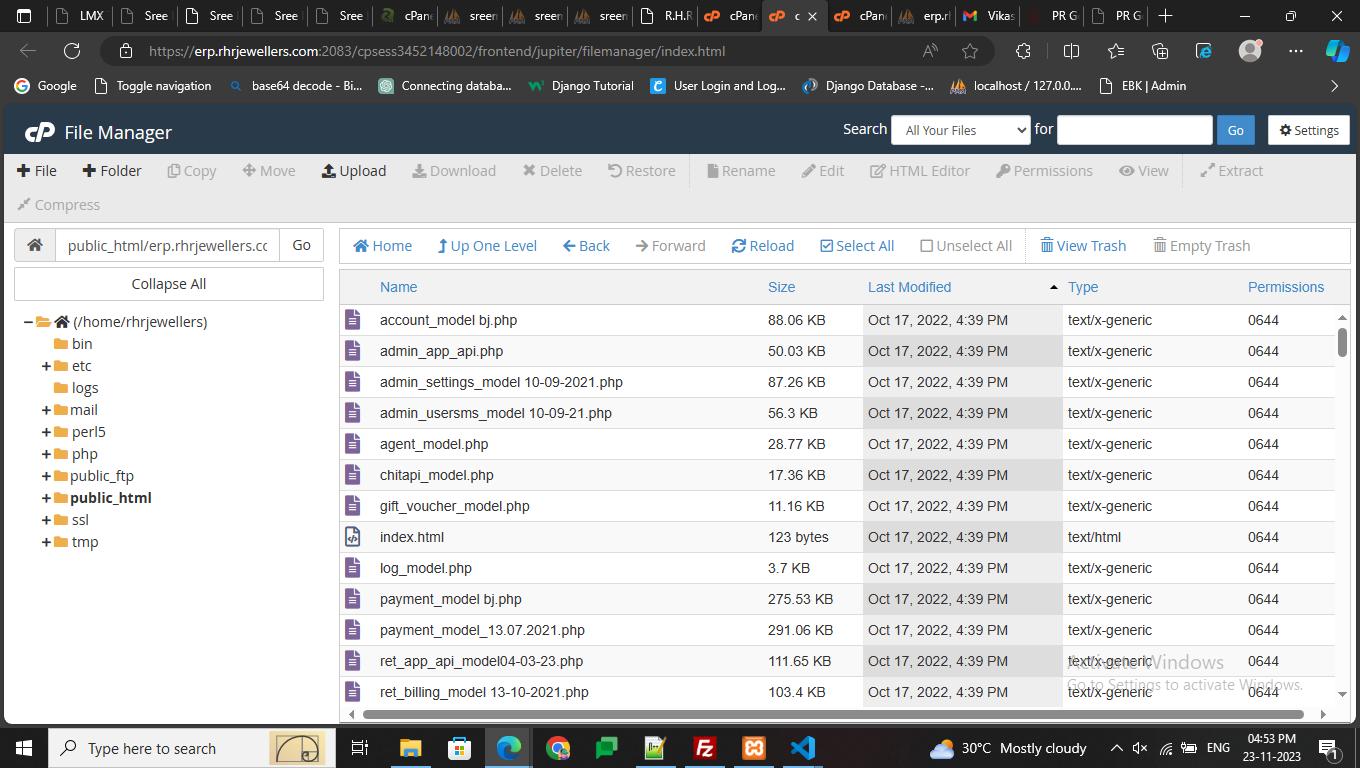 LMX Sree Sree Sree Sree cPan sreem sreem sreem R.H.R cPan c cPan erp.rl Vikas PR G PR G
https://erp.rhrjewellers.com:2083/cpsess3452148002/frontend/jupiter/filemanager/index.html
Google Toggle navigation base64 decode - Bi... Connecting databa... Django Tutorial User Login and Log... Django Database -... localhost / 127.0.0.... EBK | Admin
cP File Manager Search All Your Files for Go Settings
File Folder Copy Move Upload Download Delete Restore Rename Edit HTML Editor Permissions View Extract
Compress
public_html/erp.rhrjewellers.cc Go Home Up One Level Back Forward Reload Select All Unselect All View Trash Empty Trash
Collapse All
(/home/rhrjewellers)
bin
etc
logs
mail
perl5
php
public_ftp
public_html
ssl
tmp
Name Size Last Modified Type Permissions
account_model bj.php 88.06 KB Oct 17, 2022, 4:39 PM text/x-generic 0644
admin_app_api.php 50.03 KB Oct 17, 2022, 4:39 PM text/x-generic 0644
admin_settings_model 10-09-2021.php 87.26 KB Oct 17, 2022, 4:39 PM text/x-generic 0644
admin_usersms_model 10-09-21.php 56.3 KB Oct 17, 2022, 4:39 PM text/x-generic 0644
agent_model.php 28.77 KB Oct 17, 2022, 4:39 PM text/x-generic 0644
chitapi_model.php 17.36 KB Oct 17, 2022, 4:39 PM text/x-generic 0644
gift_voucher_model.php 11.16 KB Oct 17, 2022, 4:39 PM text/x-generic 0644
index.html 123 bytes Oct 17, 2022, 4:39 PM text/html 0644
log_model.php 3.7 KB Oct 17, 2022, 4:39 PM text/x-generic 0644
payment_model bj.php 275.53 KB Oct 17, 2022, 4:39 PM text/x-generic 0644
payment_model_13.07.2021.php 291.06 KB Oct 17, 2022, 4:39 PM text/x-generic 0644
ret_app_api_model04-03-23.php 111.65 KB Oct 17, 2022, 4:39 PM text/x-generic 0644
ret_billing_model 13-10-2021.php 103.4 KB Oct 17, 2022, 4:39 PM text/x-generic 0644
Activate Windows
Go to Settings to activate Windows.
Type here to search 30°C Mostly cloudy ENG 04:53 PM
23-11-2023 1